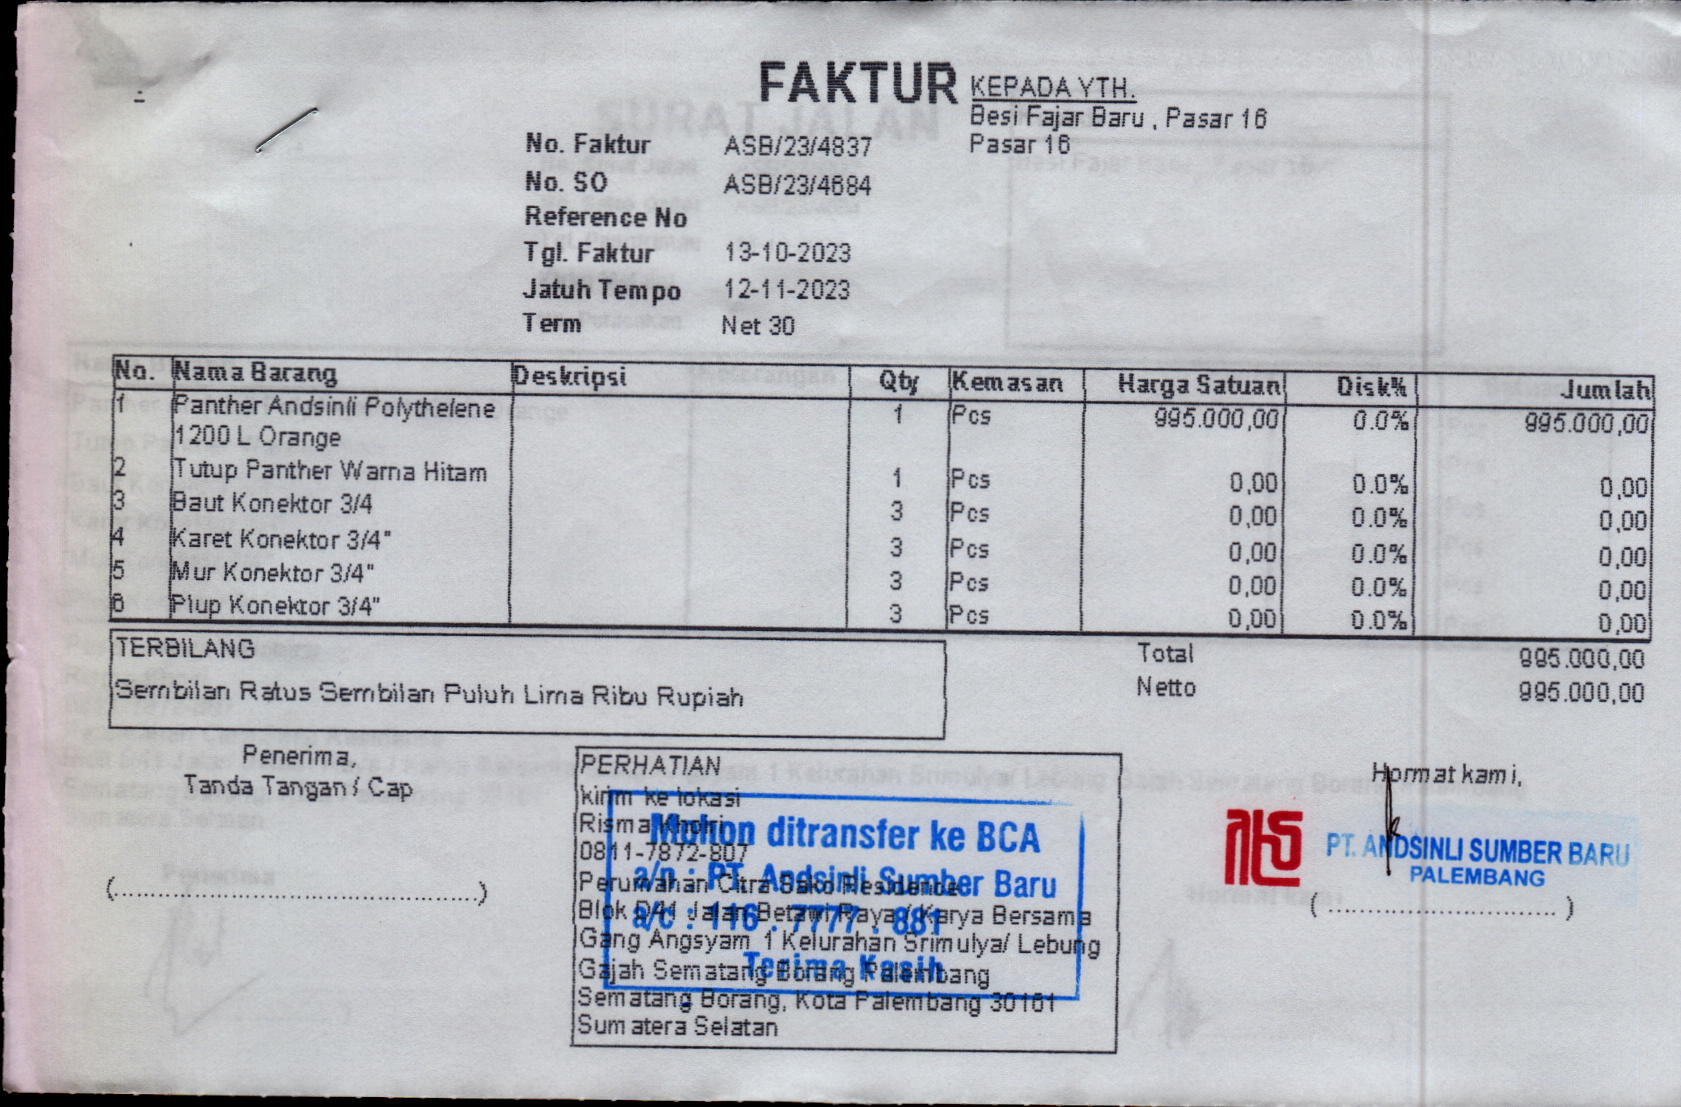 FAKTUR
KEPADA YTH.
Besi Fajar Baru , Pasar 16
Pasar 16
No. Faktur ASB/23/4837
No. SO ASB/23/4684
Reference No
Tgl. Faktur 13-10-2023
Jatuh Tempo 12-11-2023
Term Net 30
No. Nama Barang Deskripsi Qty Kemasan Harga Satuan Disk% Jumlah
1 Panther Andsinli Polythelene 1 Pcs 995.000,00 0.0% 995.000,00
1200 L Orange
2 Tutup Panther Warna Hitam 1 Pcs 0,00 0.0% 0,00
3 Baut Konektor 3/4 3 Pcs 0,00 0.0% 0,00
4 Karet Konektor 3/4" 3 Pcs 0,00 0.0% 0,00
5 Mur Konektor 3/4" 3 Pcs 0,00 0.0% 0,00
6 Plup Konektor 3/4" 3 Pcs 0,00 0.0% 0,00
TERBILANG
Sembilan Ratus Sembilan Puluh Lima Ribu Rupiah
Total 995.000,00
Netto 995.000,00
Penerima,
Tanda Tangan / Cap
(..................................................)
PERHATIAN
kirim ke lokasi
Risma Khoiri
0811-7872-807
Perumahan Citra Sako Residence
Blok D/11 Jalan Betawi Raya / Karya Bersama
Gang Angsyam 1 Kelurahan Srimulya/ Lebung
Gajah Sematang Borang Palembang
Sematang Borang, Kota Palembang 30161
Sumatera Selatan
Mohon ditransfer ke BCA
a/n : PT. Andsinli Sumber Baru
a/c : 116 . 7777 . 881
Terima Kasih
Hormat kami,
PT. ANDSINLI SUMBER BARU
PALEMBANG
(................................)